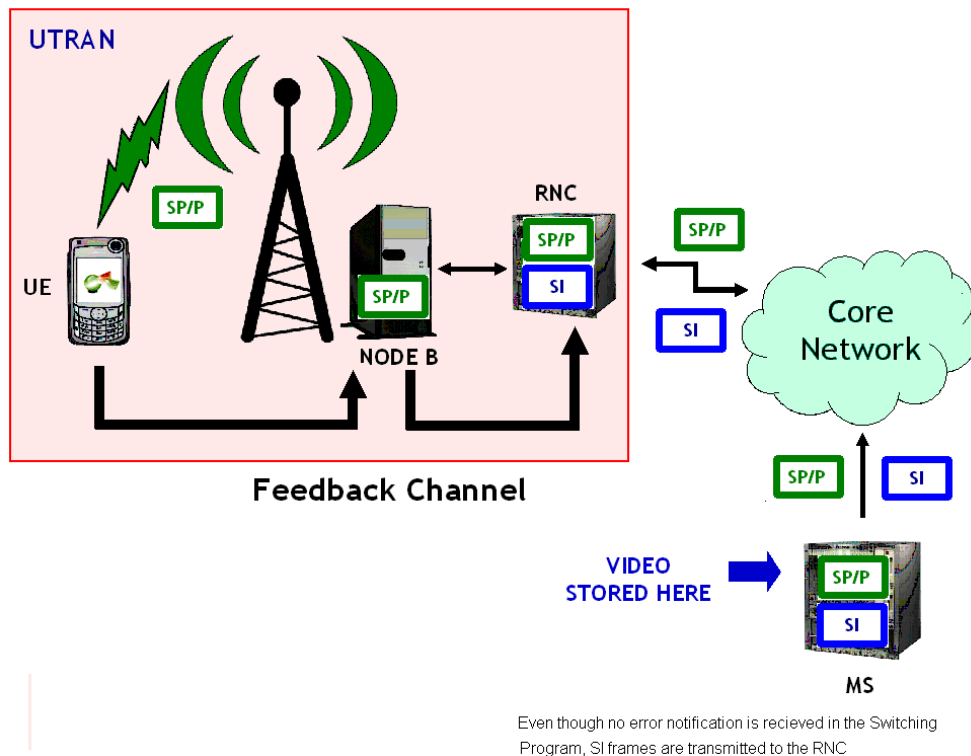 UTRAN
SP/P
UE
NODE B
SP/P
RNC
SP/P
SI
SP/P
SI
Core
Network
Feedback Channel
SP/P
SI
VIDEO
STORED HERE
SP/P
SI
MS
Even though no error notification is recieved in the Switching
Program, SI frames are transmitted to the RNC